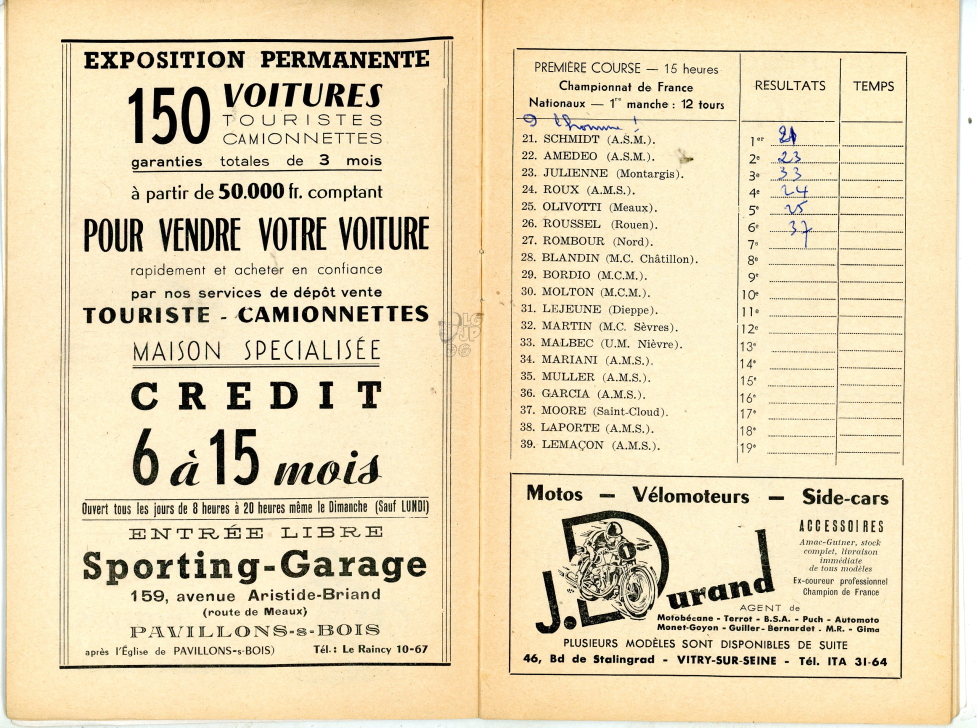 EXPOSITION PERMANENTE
150 VOITURES
TOURISTES
CAMIONNETTES
garanties totales de 3 mois
à partir de 50.000 fr. comptant
POUR VENDRE VOTRE VOITURE
rapidement et acheter en confiance
par nos services de dépôt vente
TOURISTE - CAMIONNETTES
MAISON SPECIALISÉE
CREDIT
6 à 15 mois
Ouvert tous les jours de 8 heures à 20 heures même le Dimanche (Sauf LUNDI)
ENTRÉE LIBRE
Sporting-Garage
159, avenue Aristide-Briand
(route de Meaux)
PAVILLONS-s-BOIS
après l'Église de PAVILLONS-s-BOIS) Tél.: Le Raincy 10-67
PREMIÈRE COURSE — 15 heures
Championnat de France
Nationaux — 1re manche : 12 tours
RESULTATS
TEMPS
21. SCHMIDT (A.S.M.).
22. AMEDEO (A.S.M.).
23. JULIENNE (Montargis).
24. ROUX (A.M.S.).
25. OLIVOTTI (Meaux).
26. ROUSSEL (Rouen).
27. ROMBOUR (Nord).
28. BLANDIN (M.C. Châtillon).
29. BORDIO (M.C.M.).
30. MOLTON (M.C.M.).
31. LEJEUNE (Dieppe).
32. MARTIN (M.C. Sèvres).
33. MALBEC (U.M. Nièvre).
34. MARIANI (A.M.S.).
35. MULLER (A.M.S.).
36. GARCIA (A.M.S.).
37. MOORE (Saint-Cloud).
38. LAPORTE (A.M.S.).
39. LEMAÇON (A.M.S.).
1er 21
2e 23
3e 33
4e 24
5e 25
6e 37
7e
8e
9e
10e
11e
12e
13e
14e
15e
16e
17e
18e
19e
Motos — Vélomoteurs — Side-cars
J. Durand
ACCESSOIRES
Amac-Gutner, stock
complet, livraison
immédiate
de tous modèles
Ex-coureur professionnel
Champion de France
AGENT de
Motobécane - Terrot - B.S.A. - Puch - Automoto
Monet-Goyon - Guiller - Bernardet . M.R. - Gima
PLUSIEURS MODÈLES SONT DISPONIBLES DE SUITE
46, Bd de Stalingrad - VITRY-SUR-SEINE - Tél. ITA 31-64